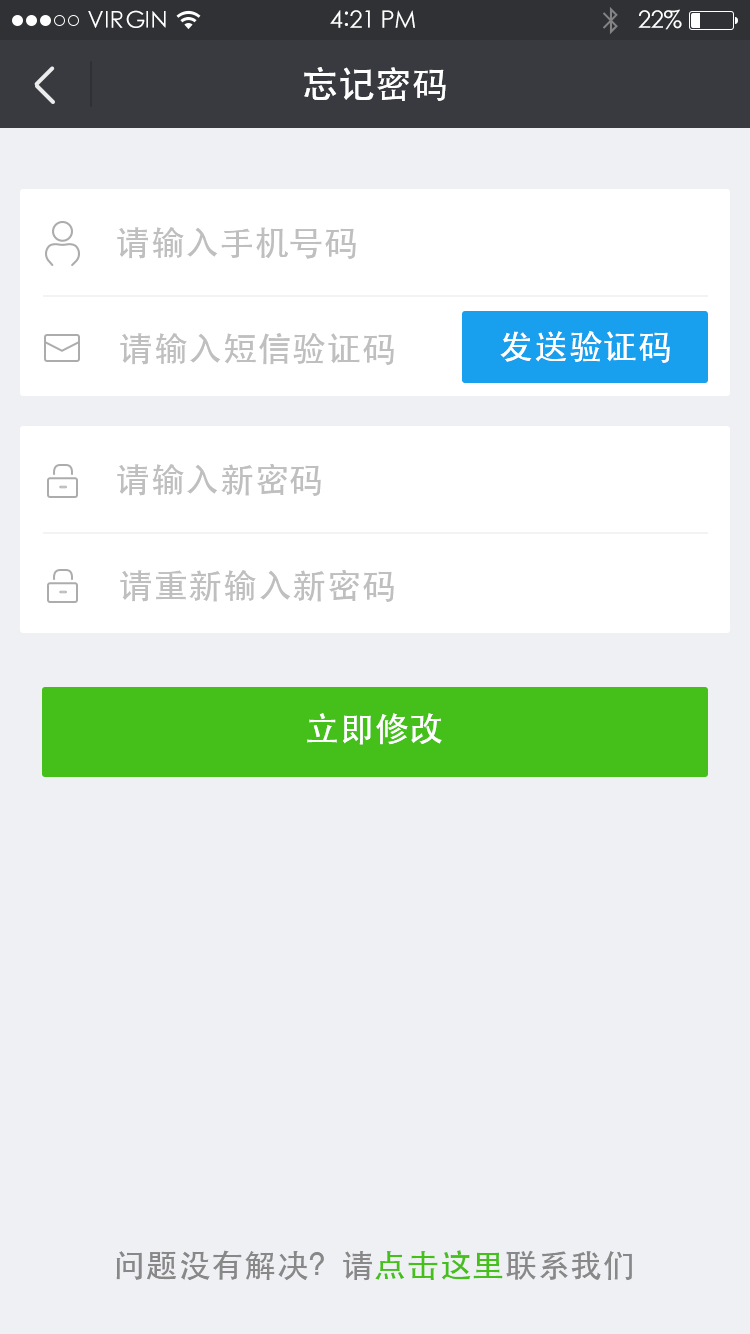 VIRGIN 4:21 PM 22%
忘记密码
请输入手机号码
请输入短信验证码 发送验证码
请输入新密码
请重新输入新密码
立即修改
问题没有解决？请点击这里联系我们